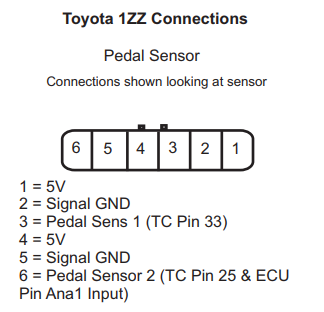 Toyota 1ZZ Connections
Pedal Sensor
Connections shown looking at sensor
6 5 4 3 2 1
1 = 5V
2 = Signal GND
3 = Pedal Sens 1 (TC Pin 33)
4 = 5V
5 = Signal GND
6 = Pedal Sensor 2 (TC Pin 25 & ECU
Pin Ana1 Input)